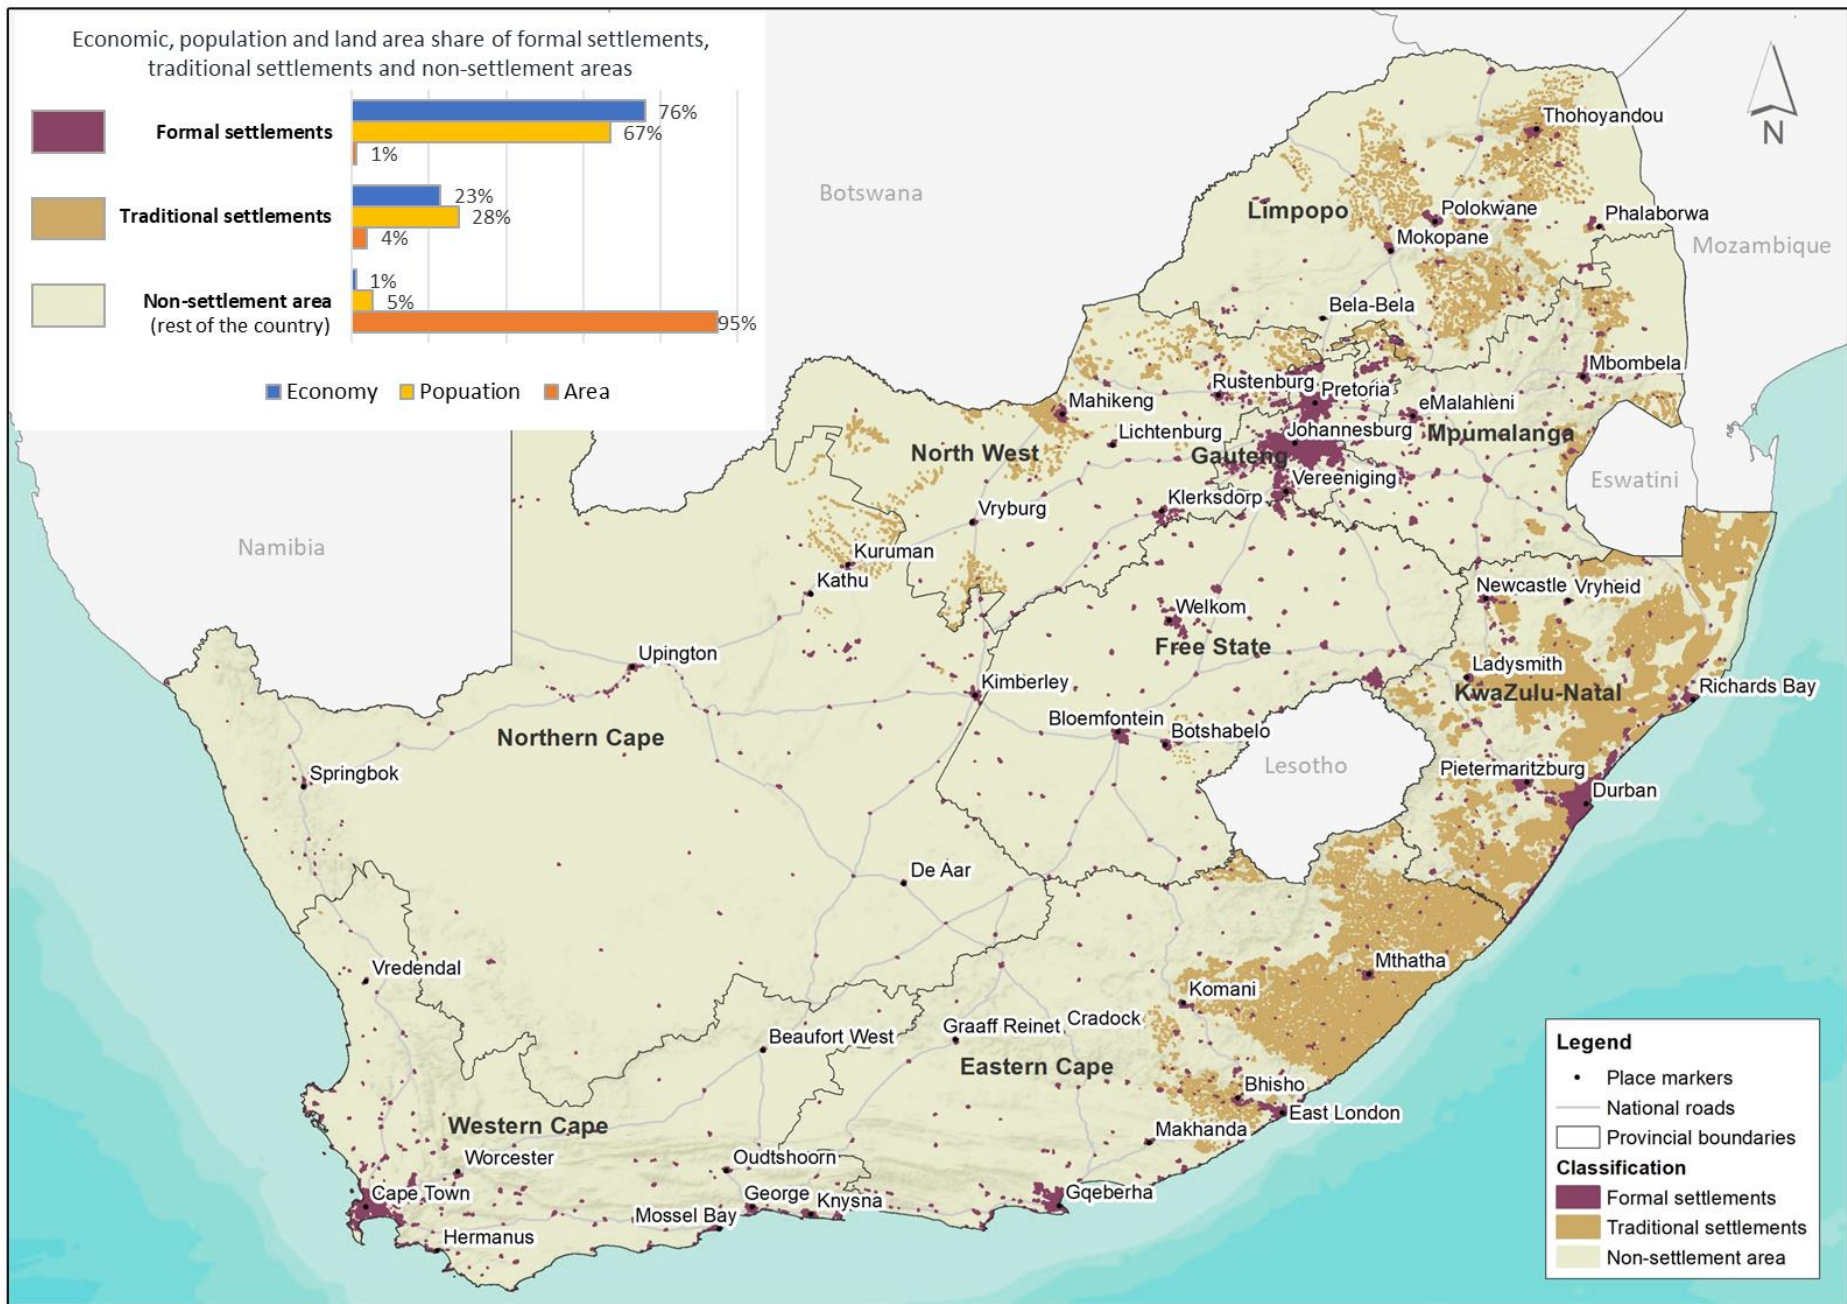 Economic, population and land area share of formal settlements,
traditional settlements and non-settlement areas
Formal settlements
76%
67%
1%
Traditional settlements
23%
28%
4%
Non-settlement area
(rest of the country)
1%
5%
95%
Economy
Popuation
Area
N
Botswana
Mozambique
Namibia
Eswatini
Lesotho
Thohoyandou
Limpopo
Polokwane
Phalaborwa
Mokopane
Bela-Bela
Mbombela
Rustenburg
Pretoria
eMalahleni
Mahikeng
Lichtenburg
Johannesburg
Mpumalanga
North West
Gauteng
Vereeniging
Klerksdorp
Vryburg
Kuruman
Kathu
Newcastle
Vryheid
Welkom
Free State
Upington
Ladysmith
KwaZulu-Natal
Richards Bay
Kimberley
Bloemfontein
Botshabelo
Northern Cape
Springbok
Pietermaritzburg
Durban
De Aar
Vredendal
Mthatha
Komani
Beaufort West
Graaff Reinet
Cradock
Eastern Cape
Bhisho
East London
Western Cape
Makhanda
Worcester
Oudtshoorn
Cape Town
George
Knysna
Gqeberha
Mossel Bay
Hermanus
Legend
Place markers
National roads
Provincial boundaries
Classification
Formal settlements
Traditional settlements
Non-settlement area